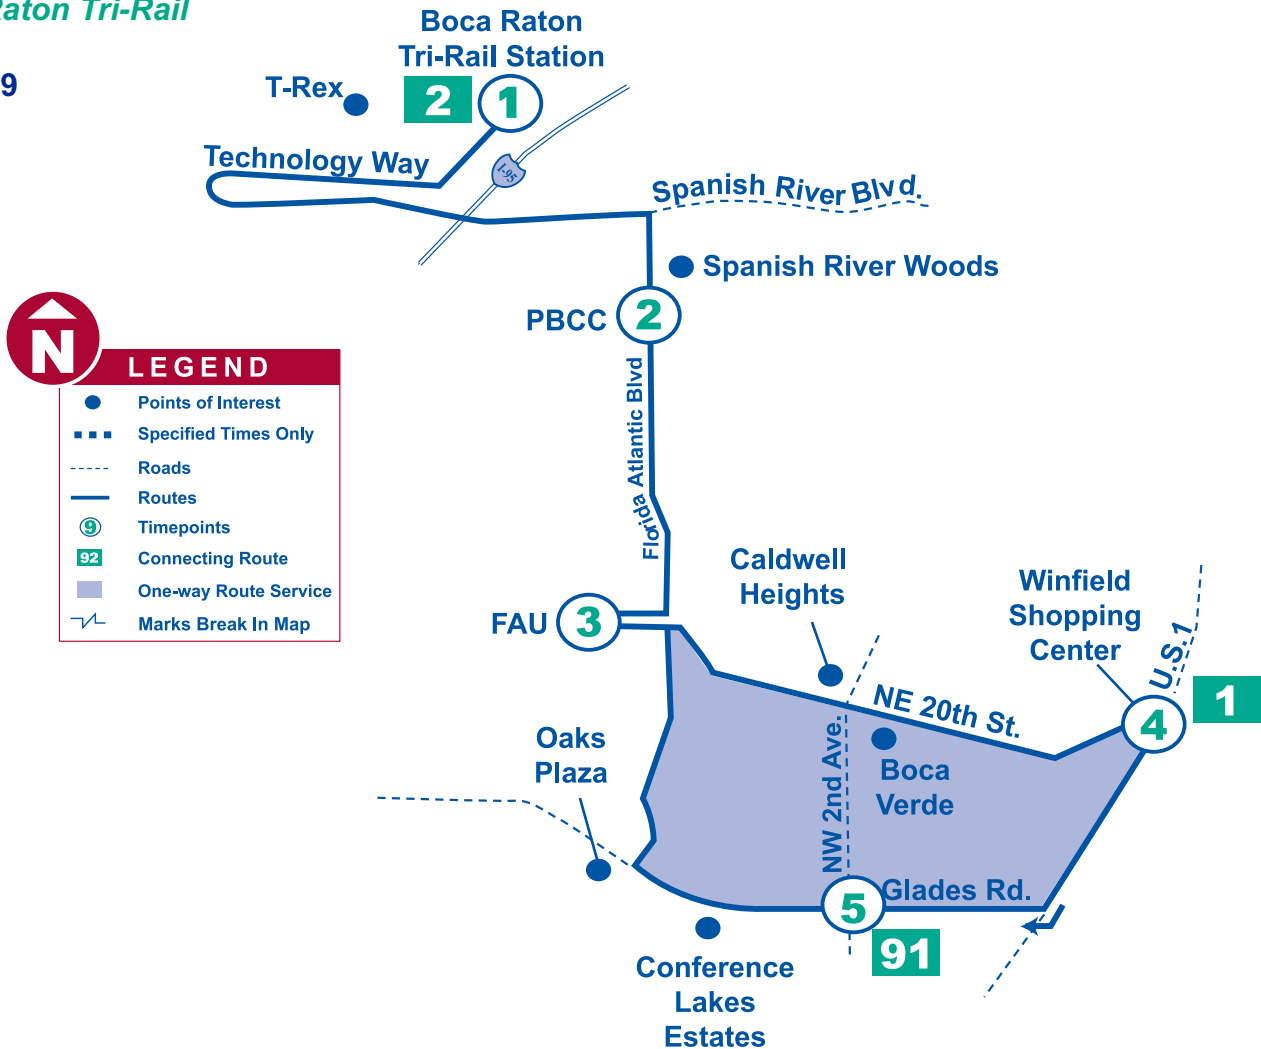 Raton Tri-Rail
9
Boca Raton
Tri-Rail Station
T-Rex
2
1
Technology Way
I-95
Spanish River Blvd.
Spanish River Woods
PBCC
2
N
LEGEND
Points of Interest
Specified Times Only
Roads
Routes
9
Timepoints
92
Connecting Route
One-way Route Service
Marks Break In Map
Florida Atlantic Blvd
Caldwell
Heights
Winfield
Shopping
Center
U.S.1
FAU
3
NE 20th St.
4
1
Oaks
Plaza
NW 2nd Ave.
Boca
Verde
5
Glades Rd.
91
Conference
Lakes
Estates